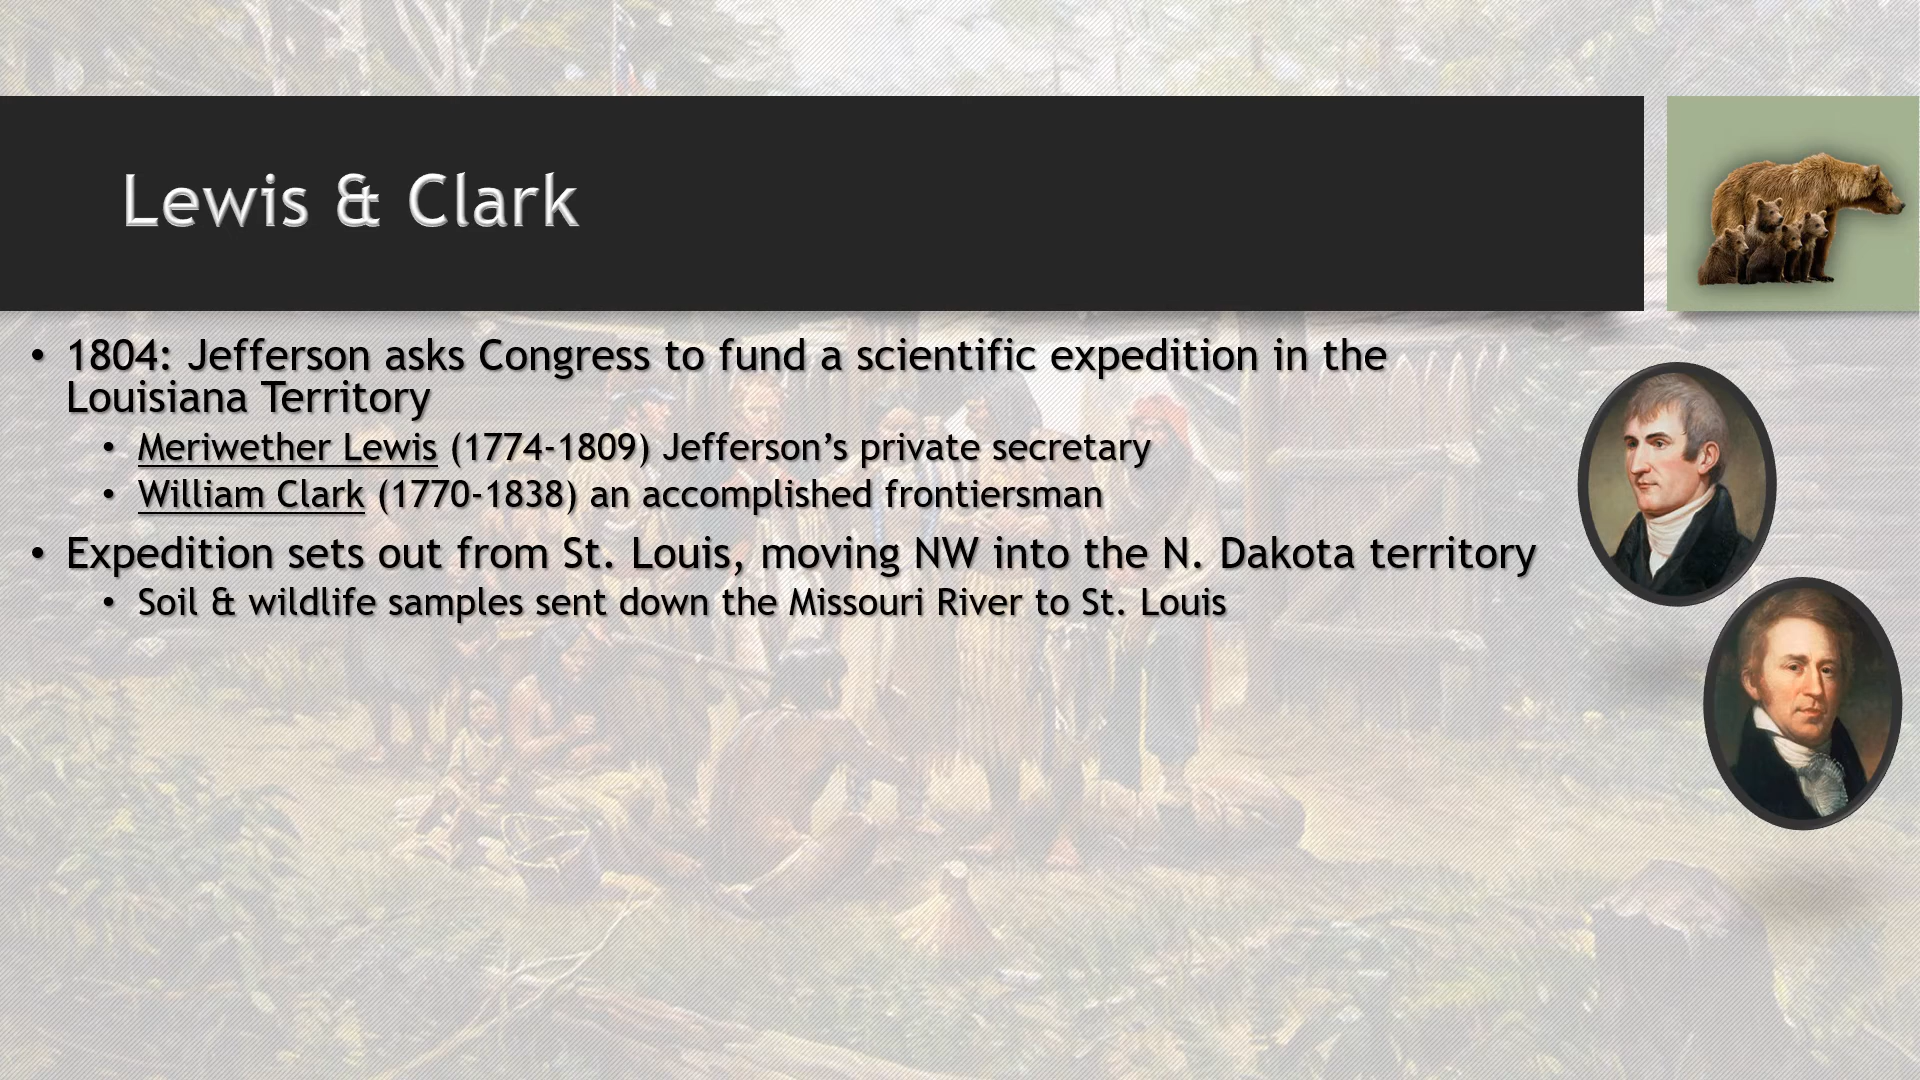 Lewis & Clark
• 1804: Jefferson asks Congress to fund a scientific expedition in the
Louisiana Territory
• Meriwether Lewis (1774-1809) Jefferson’s private secretary
• William Clark (1770-1838) an accomplished frontiersman
• Expedition sets out from St. Louis, moving NW into the N. Dakota territory
• Soil & wildlife samples sent down the Missouri River to St. Louis